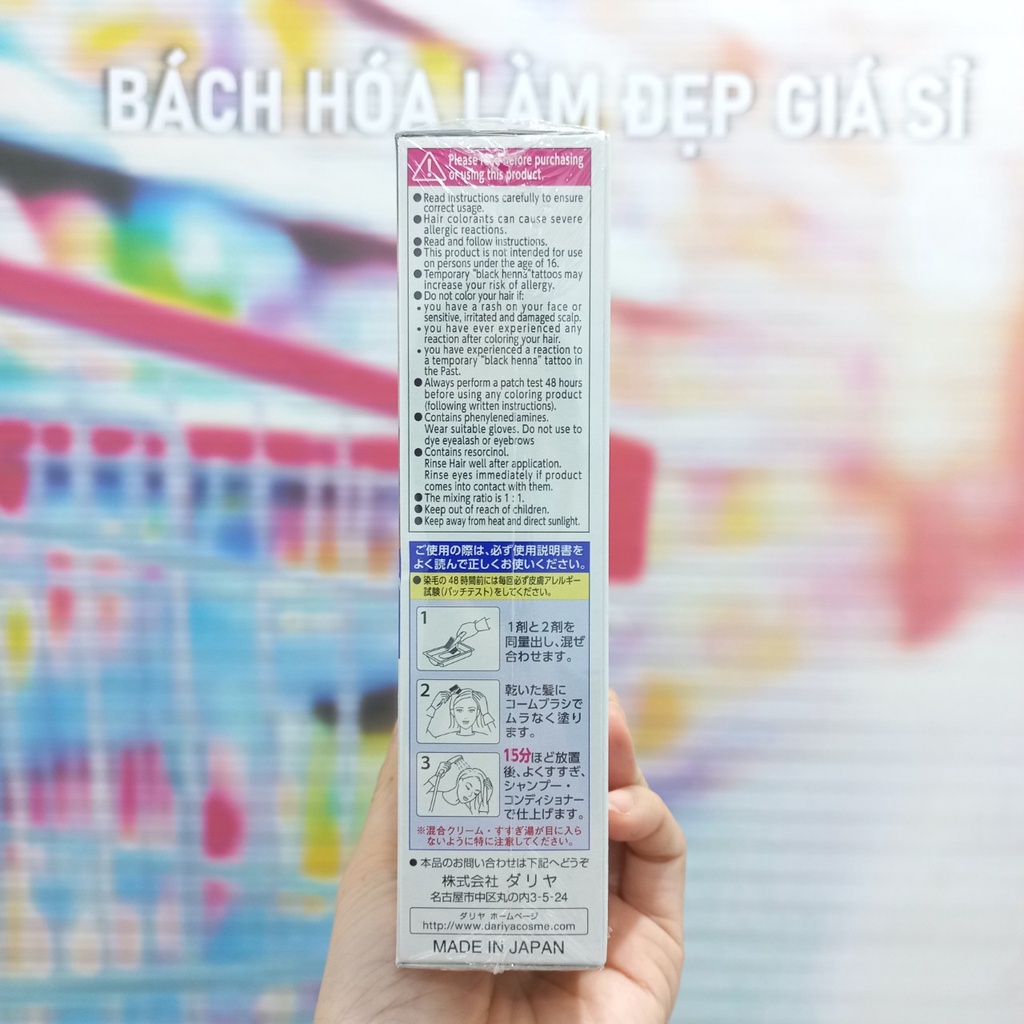 BÁCH HÓA LÀM ĐẸP GIÁ SỈ
Please read before purchasing
or using this product.
●Read instructions carefully to ensure
correct usage.
●Hair colorants can cause severe
allergic reactions.
●Read and follow instructions.
●This product is not intended for use
on persons under the age of 16.
●Temporary "black henna" tattoos may
increase your risk of allergy.
●Do not color your hair if:
• you have a rash on your face or
sensitive, irritated and damaged scalp.
• you have ever experienced any
reaction after coloring your hair.
• you have experienced a reaction to
a temporary "black henna" tattoo in
the Past.
●Always perform a patch test 48 hours
before using any coloring product
(following written instructions).
●Contains phenylenediamines.
Wear suitable gloves. Do not use to
dye eyealash or eyebrows
●Contains resorcinol.
Rinse Hair well after application.
Rinse eyes immediately if product
comes into contact with them.
●The mixing ratio is 1 : 1.
●Keep out of reach of children.
●Keep away from heat and direct sunlight.
ご使用の際は、必ず使用説明書を
よく読んで正しくお使いください。
●染毛の48時間前には毎回必ず皮膚アレルギー
試験(パッチテスト)をしてください。
1
1剤と2剤を
同量出し、混ぜ
合わせます。
2
乾いた髪に
コームブラシで
ムラなく塗り
ます。
3
15分ほど放置
後、よくすすぎ、
シャンプー・
コンディショナー
で仕上げます。
※混合クリーム・すすぎ湯が目に入ら
ないように特に注意してください。
●本品のお問い合わせは下記へどうぞ
株式会社 ダリヤ
名古屋市中区丸の内3-5-24
ダリヤ ホームページ
http://www.dariyacosme.com
MADE IN JAPAN